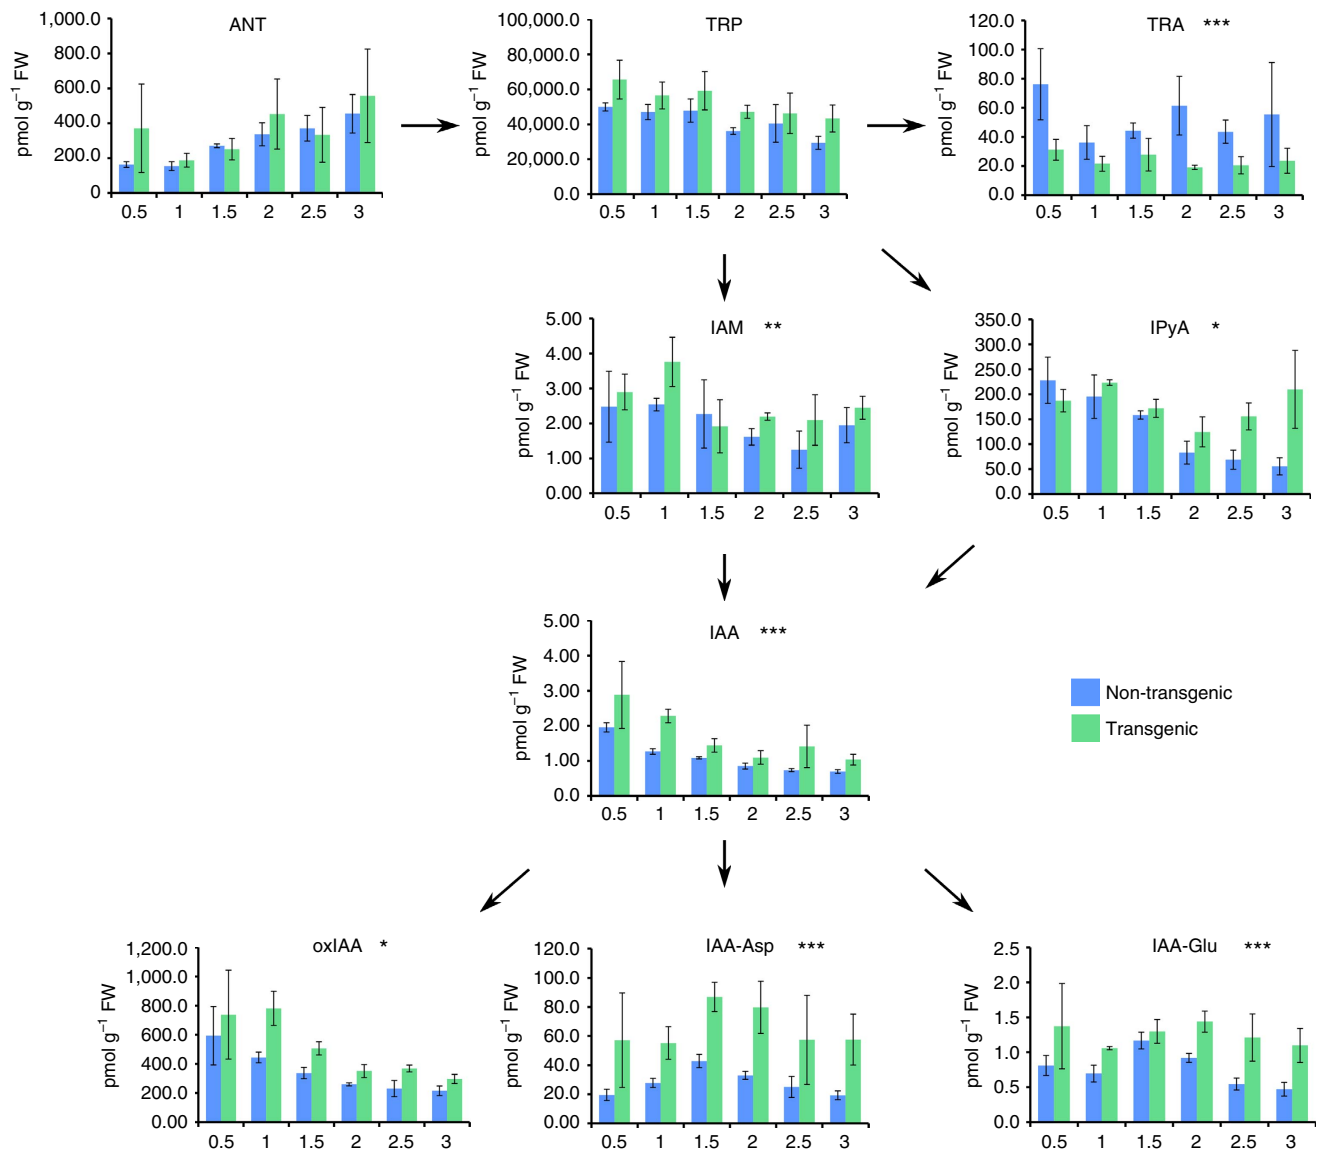 ANT
pmol g⁻¹ FW
1,000.0
800.0
600.0
400.0
200.0
0
0.5 1 1.5 2 2.5 3
TRP
pmol g⁻¹ FW
100,000.0
80,000.0
60,000.0
40,000.0
20,000.0
0.0
0.5 1 1.5 2 2.5 3
TRA ***
pmol g⁻¹ FW
120.0
100.0
80.0
60.0
40.0
20.0
0.0
0.5 1 1.5 2 2.5 3
IAM **
pmol g⁻¹ FW
5.00
4.00
3.00
2.00
1.00
0.00
0.5 1 1.5 2 2.5 3
IPyA *
pmol g⁻¹ FW
350.0
300.0
250.0
200.0
150.0
100.0
50.0
0.0
0.5 1 1.5 2 2.5 3
IAA ***
pmol g⁻¹ FW
5.00
4.00
3.00
2.00
1.00
0.0
0.5 1 1.5 2 2.5 3
Non-transgenic
Transgenic
oxIAA *
pmol g⁻¹ FW
1,200.0
1,000.0
800.0
600.0
400.0
200.0
0.00
0.5 1 1.5 2 2.5 3
IAA-Asp ***
pmol g⁻¹ FW
120.0
100.0
80.0
60.0
40.0
20.0
0.0
0.5 1 1.5 2 2.5 3
IAA-Glu ***
pmol g⁻¹ FW
2.5
2.0
1.5
1.0
0.5
0.0
0.5 1 1.5 2 2.5 3